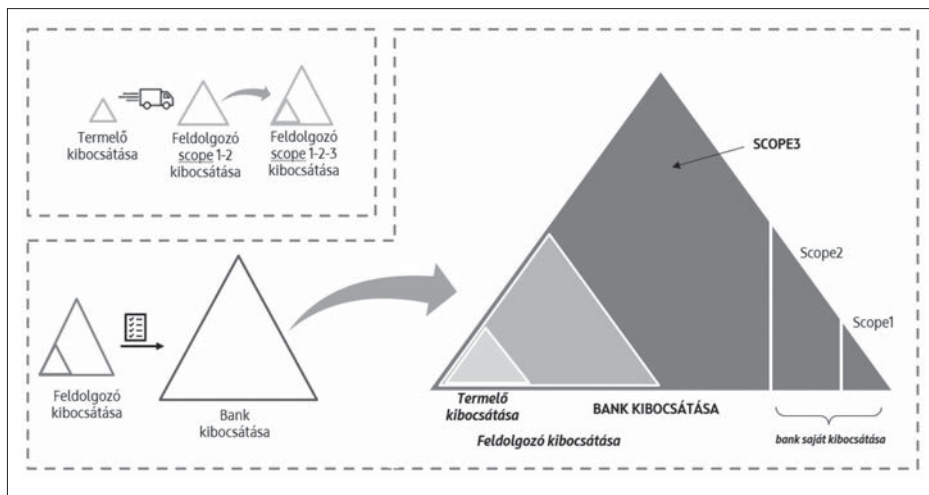 Termelő
kibocsátása
Feldolgozó
scope 1-2
kibocsátása
Feldolgozó
scope 1-2-3
kibocsátása
Feldolgozó
kibocsátása
Bank
kibocsátása
SCOPE3
Scope2
Scope1
Termelő
kibocsátása
BANK KIBOCSÁTÁSA
Feldolgozó kibocsátása
bank saját kibocsátása